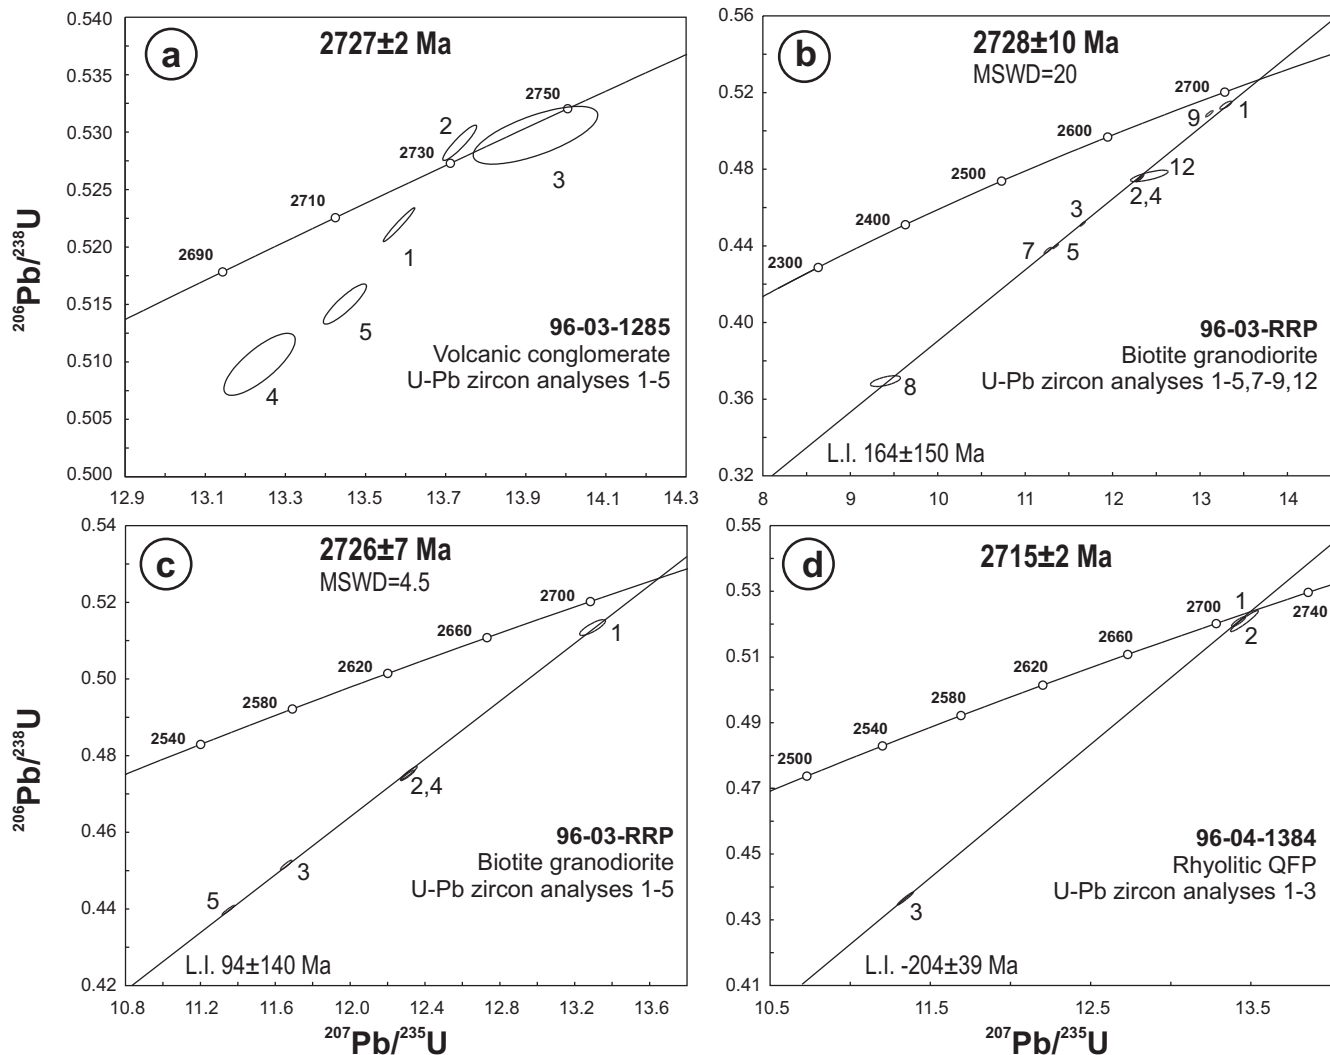 a
2727±2 Ma
0.540
0.535
0.530
0.525
0.520
0.515
0.510
0.505
0.500
2750
2730
2710
2690
2
3
1
5
4
96-03-1285
Volcanic conglomerate
U-Pb zircon analyses 1-5
12.9 13.1 13.3 13.5 13.7 13.9 14.1 14.3
²⁰⁶Pb/²³⁸U
b
2728±10 Ma
MSWD=20
0.56
0.52
0.48
0.44
0.40
0.36
0.32
2700
2600
2500
2400
2300
1
9
12
2,4
3
7
5
8
96-03-RRP
Biotite granodiorite
U-Pb zircon analyses 1-5,7-9,12
L.I. 164±150 Ma
8 9 10 11 12 13 14
c
2726±7 Ma
MSWD=4.5
0.54
0.52
0.50
0.48
0.46
0.44
0.42
2700
2660
2620
2580
2540
1
2,4
3
5
96-03-RRP
Biotite granodiorite
U-Pb zircon analyses 1-5
L.I. 94±140 Ma
10.8 11.2 11.6 12.0 12.4 12.8 13.2 13.6
²⁰⁷Pb/²³⁵U
²⁰⁶Pb/²³⁸U
d
2715±2 Ma
0.55
0.53
0.51
0.49
0.47
0.45
0.43
0.41
2740
2700
2660
2620
2580
2540
2500
1
2
3
96-04-1384
Rhyolitic QFP
U-Pb zircon analyses 1-3
L.I. -204±39 Ma
10.5 11.5 12.5 13.5
²⁰⁷Pb/²³⁵U